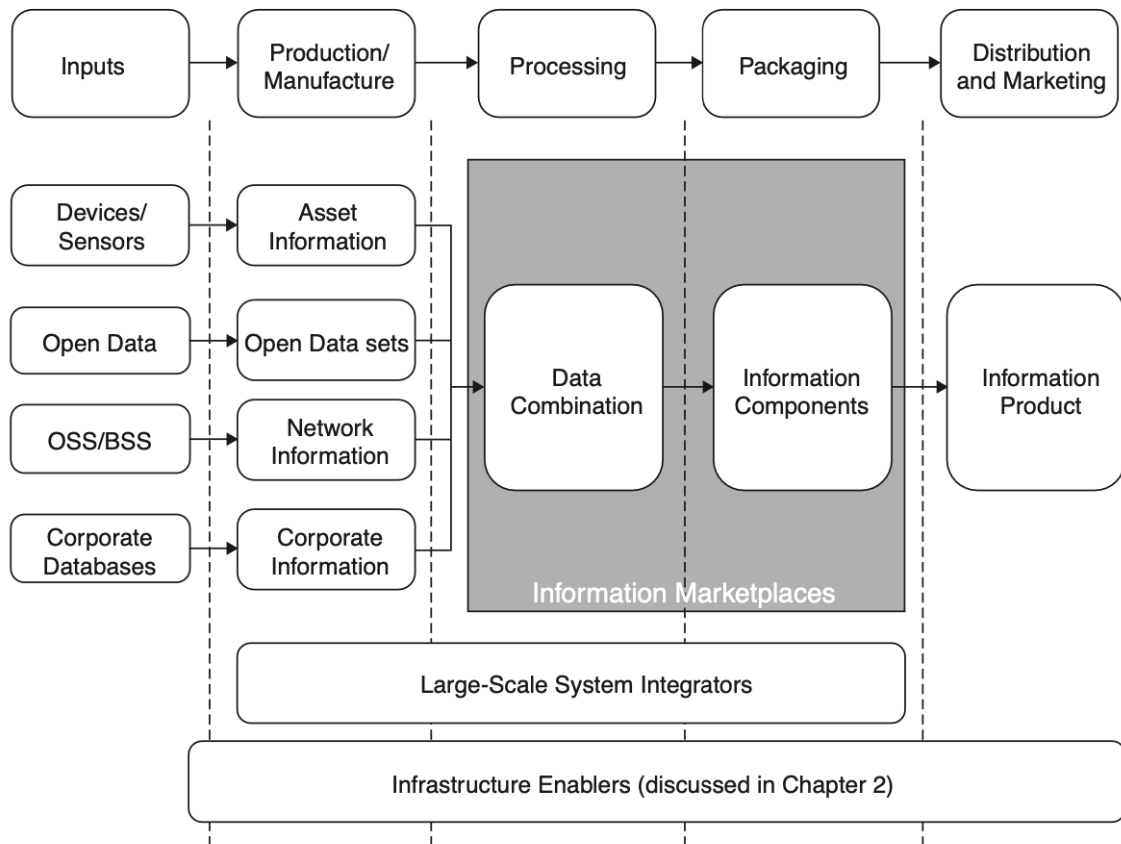 Inputs
Production/
Manufacture
Processing
Packaging
Distribution
and Marketing
Devices/
Sensors
Asset
Information
Open Data
Open Data sets
OSS/BSS
Network
Information
Corporate
Databases
Corporate
Information
Data
Combination
Information
Components
Information
Product
Information Marketplaces
Large-Scale System Integrators
Infrastructure Enablers (discussed in Chapter 2)